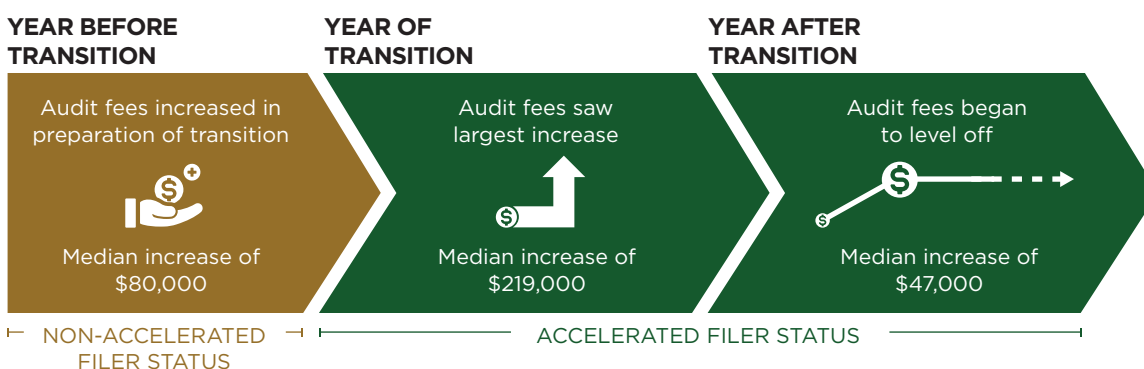 YEAR BEFORE
TRANSITION
Audit fees increased in
preparation of transition
$
+
Median increase of
$80,000
YEAR OF
TRANSITION
Audit fees saw
largest increase
$
Median increase of
$219,000
YEAR AFTER
TRANSITION
Audit fees began
to level off
$
$
Median increase of
$47,000
NON-ACCELERATED
FILER STATUS
ACCELERATED FILER STATUS